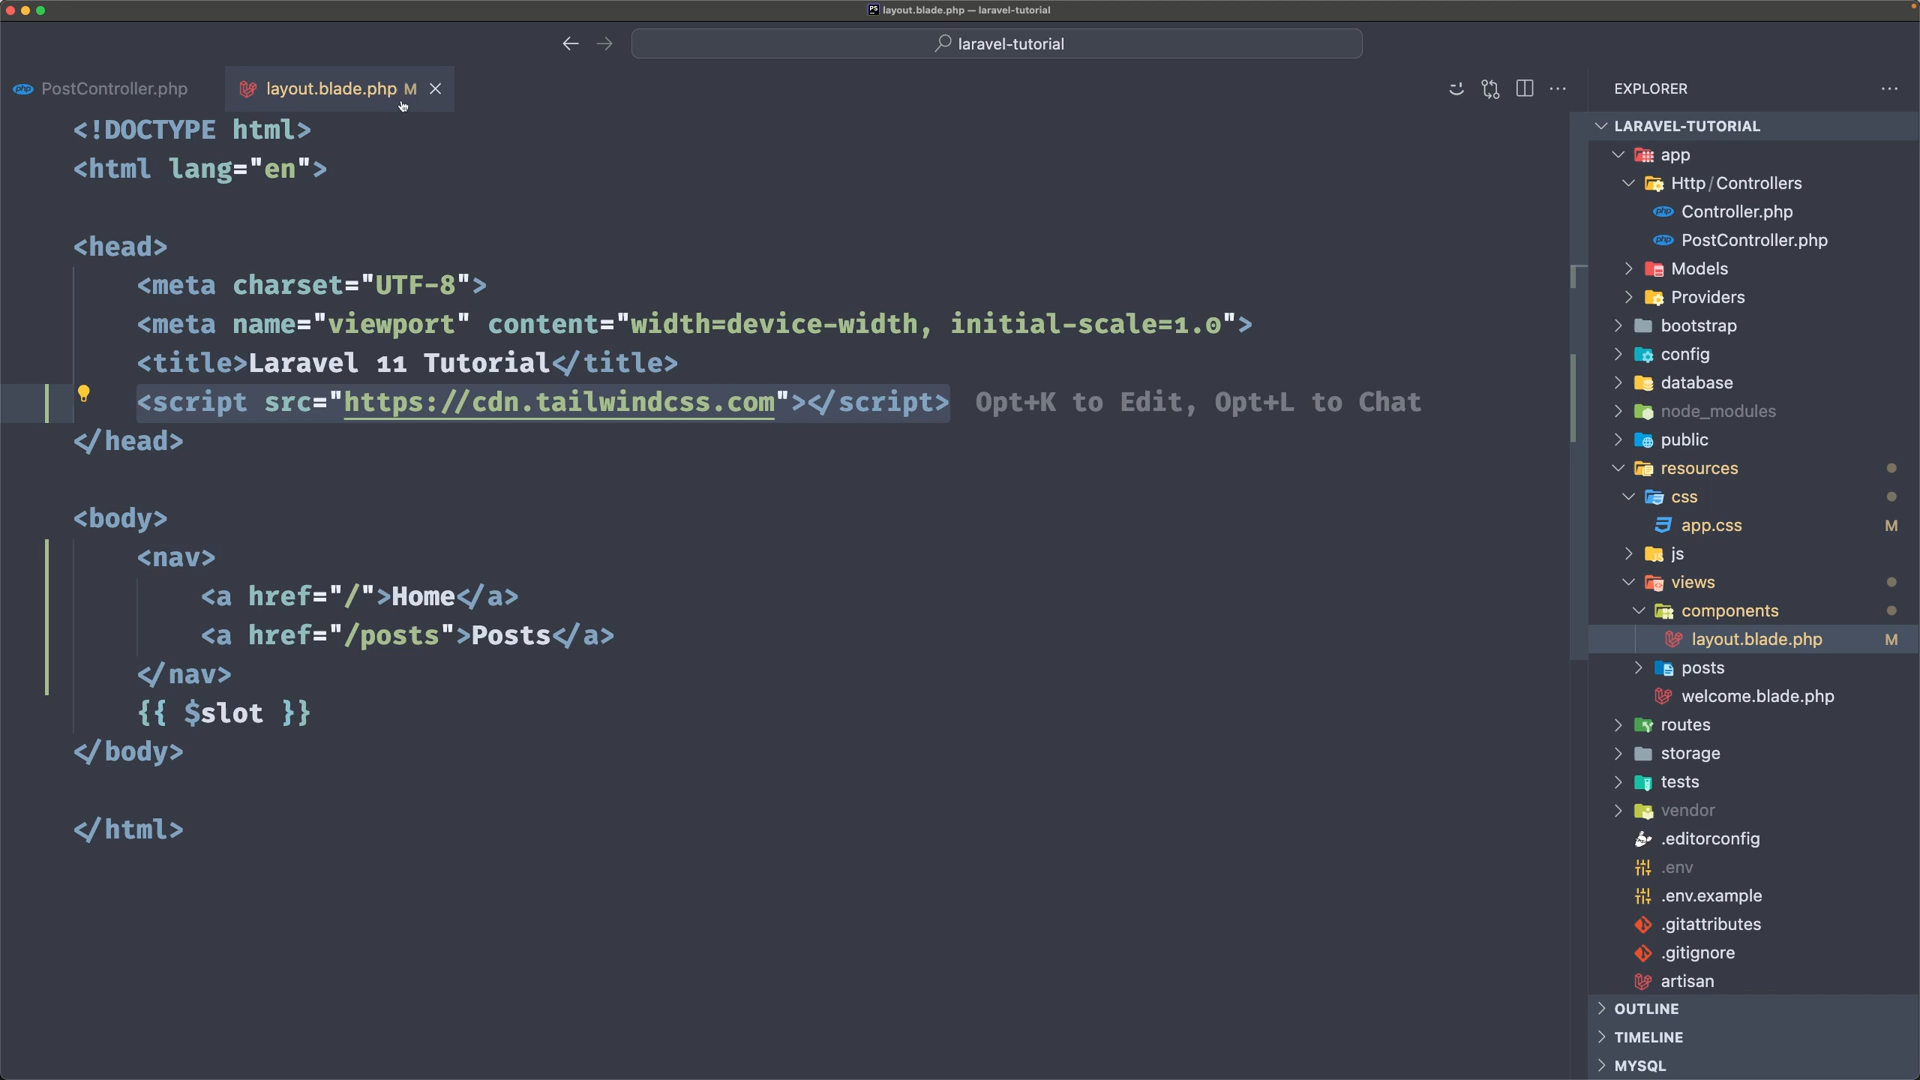 layout.blade.php — laravel-tutorial
laravel-tutorial
PostController.php
layout.blade.php M
<!DOCTYPE html>
<html lang="en">
<head>
<meta charset="UTF-8">
<meta name="viewport" content="width=device-width, initial-scale=1.0">
<title>Laravel 11 Tutorial</title>
<script src="https://cdn.tailwindcss.com"></script> Opt+K to Edit, Opt+L to Chat
</head>
<body>
<nav>
<a href="/">Home</a>
<a href="/posts">Posts</a>
</nav>
{{ $slot }}
</body>
</html>
EXPLORER
LARAVEL-TUTORIAL
app
Http / Controllers
Controller.php
PostController.php
Models
Providers
bootstrap
config
database
node_modules
public
resources
css
app.css M
js
views
components
layout.blade.php M
posts
welcome.blade.php
routes
storage
tests
vendor
.editorconfig
.env
.env.example
.gitattributes
.gitignore
artisan
OUTLINE
TIMELINE
MYSQL